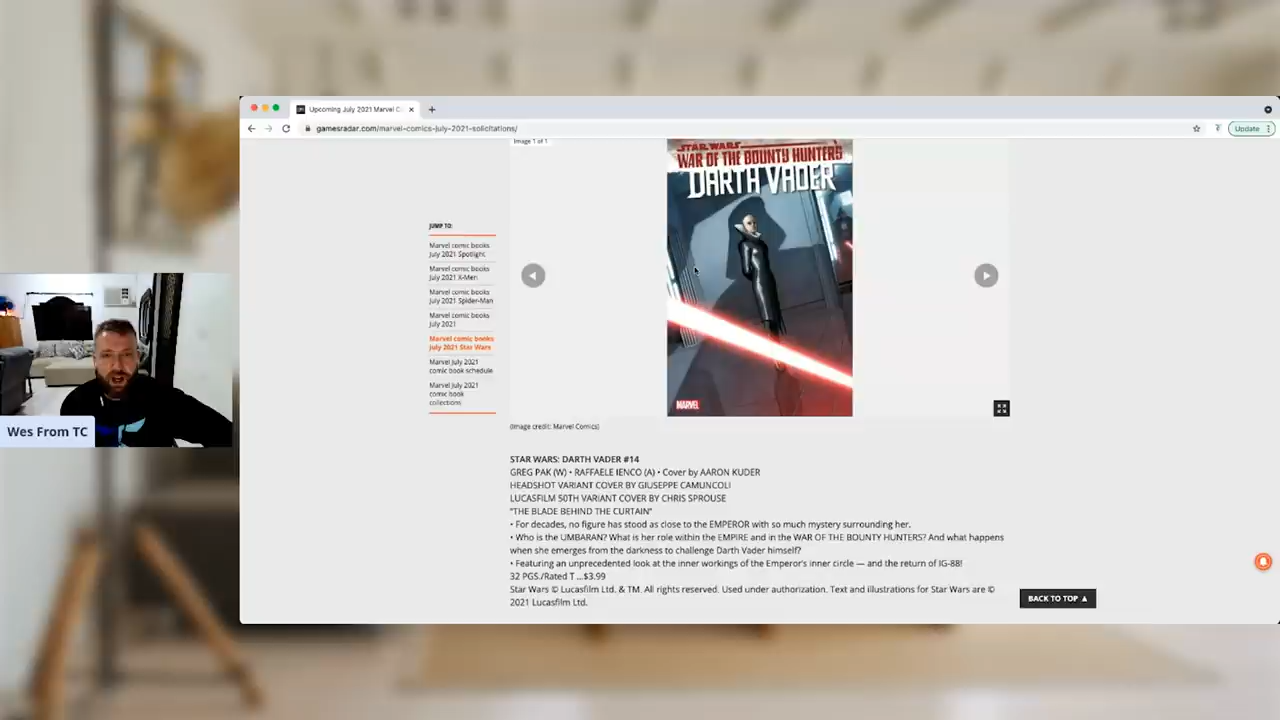 Upcoming July 2021 Marvel C
gamesradar.com/marvel-comics-july-2021-solicitations/
Update
Image 1 of 1
STAR WARS
WAR OF THE BOUNTY HUNTERS
DARTH VADER
MARVEL
JUMP TO:
Marvel comic books
July 2021 Spotlight
Marvel comic books
July 2021 X-Men
Marvel comic books
July 2021 Spider-Man
Marvel comic books
July 2021
Marvel comic books
July 2021 Star Wars
Marvel July 2021
comic book schedule
Marvel July 2021
comic book
collections
(Image credit: Marvel Comics)
STAR WARS: DARTH VADER #14
GREG PAK (W) • RAFFAELE IENCO (A) • Cover by AARON KUDER
HEADSHOT VARIANT COVER BY GIUSEPPE CAMUNCOLI
LUCASFILM 50TH VARIANT COVER BY CHRIS SPROUSE
"THE BLADE BEHIND THE CURTAIN"
• For decades, no figure has stood as close to the EMPEROR with so much mystery surrounding her.
• Who is the UMBARAN? What is her role within the EMPIRE and in the WAR OF THE BOUNTY HUNTERS? And what happens
when she emerges from the darkness to challenge Darth Vader himself?
• Featuring an unprecedented look at the inner workings of the Emperor's inner circle — and the return of IG-88!
32 PGS./Rated T ...$3.99
Star Wars © Lucasfilm Ltd. & TM. All rights reserved. Used under authorization. Text and illustrations for Star Wars are ©
2021 Lucasfilm Ltd.
BACK TO TOP ▲
Wes From TC